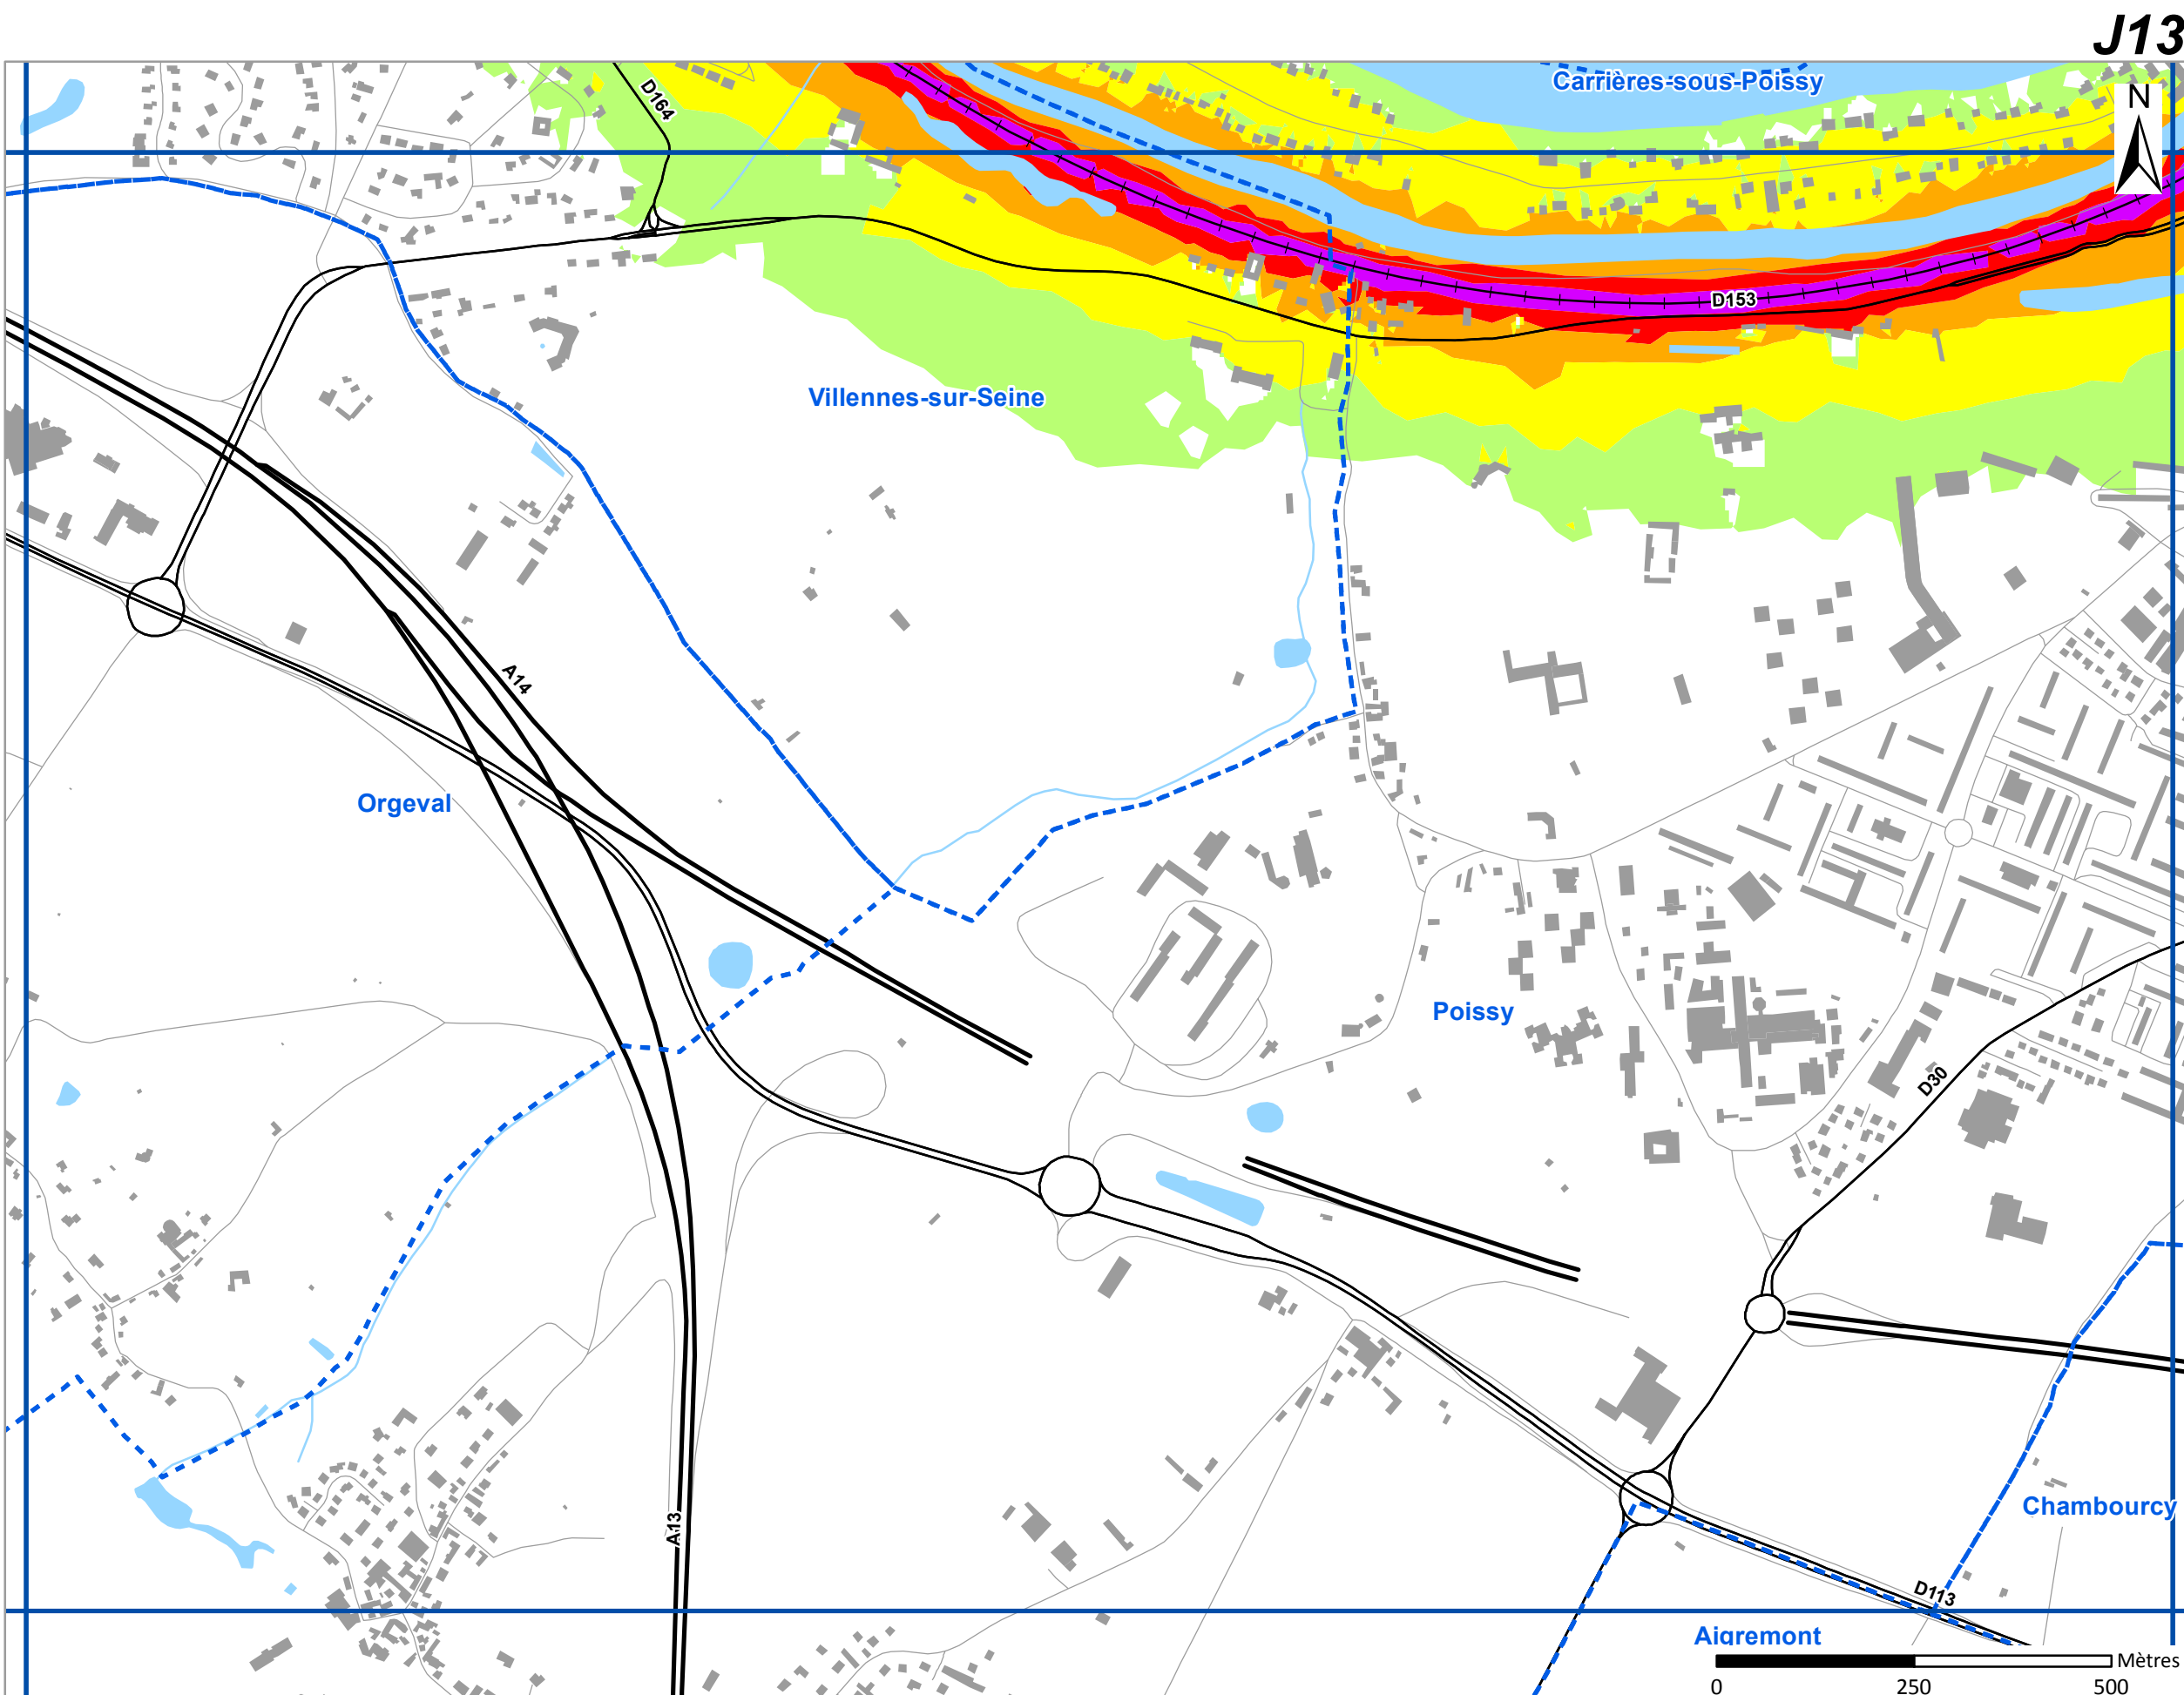 J13
Carrières-sous-Poissy
N
D164
D153
Villennes-sur-Seine
A14
Orgeval
Poissy
D30
Chambourcy
A13
D113
Aigremont
Mètres
0 250 500